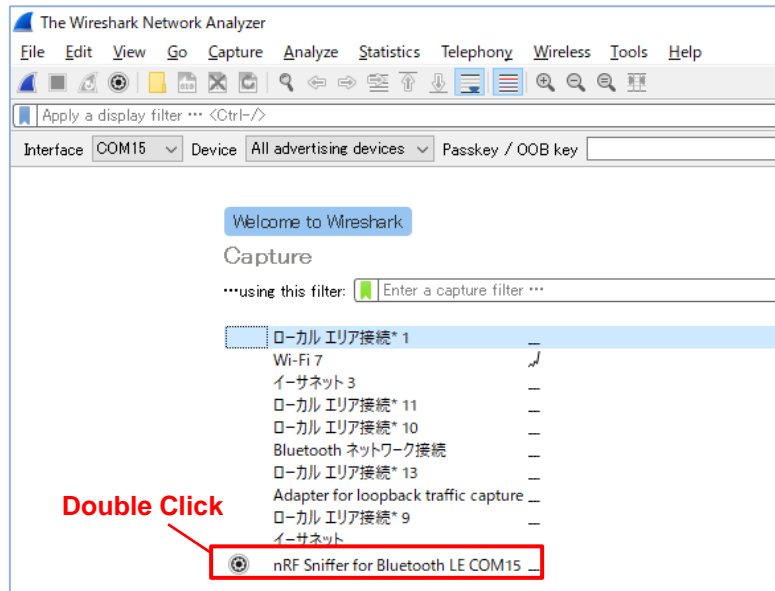 The Wireshark Network Analyzer
File Edit View Go Capture Analyze Statistics Telephony Wireless Tools Help
Apply a display filter ··· <Ctrl-/>
Interface COM15 Device All advertising devices Passkey / OOB key
Welcome to Wireshark
Capture
···using this filter: Enter a capture filter ···
ローカル エリア接続* 1
Wi-Fi 7
イーサネット 3
ローカル エリア接続* 11
ローカル エリア接続* 10
Bluetooth ネットワーク接続
ローカル エリア接続* 13
Adapter for loopback traffic capture
ローカル エリア接続* 9
イーサネット
Double Click
nRF Sniffer for Bluetooth LE COM15